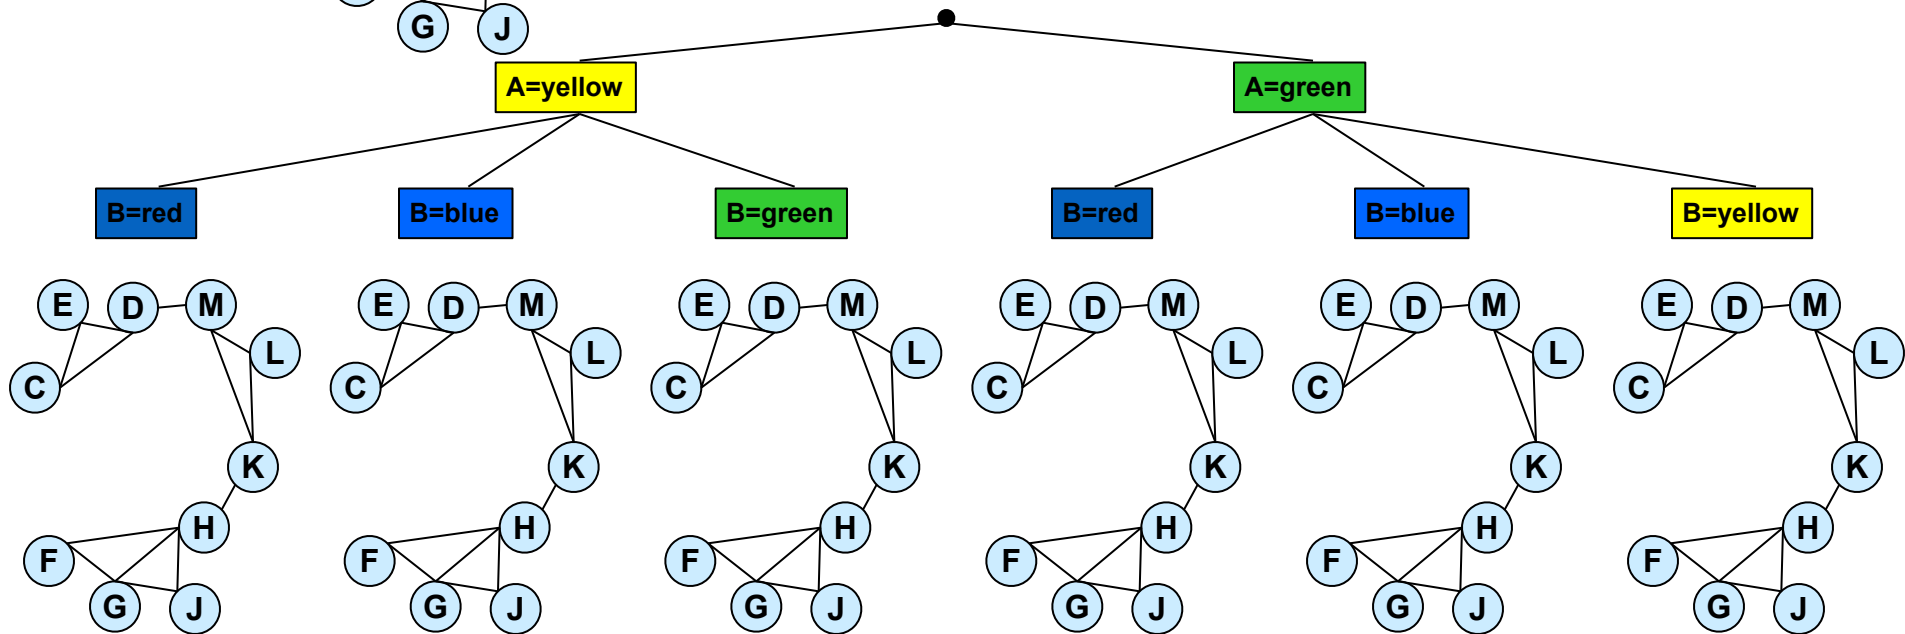 G J
A=yellow A=green
B=red B=blue B=green B=red B=blue B=yellow
E D M E D M E D M E D M E D M E D M
L L L L L L
C C C C C C
K K K K K K
H H H H H H
F F F F F F
G J G J G J G J G J G J